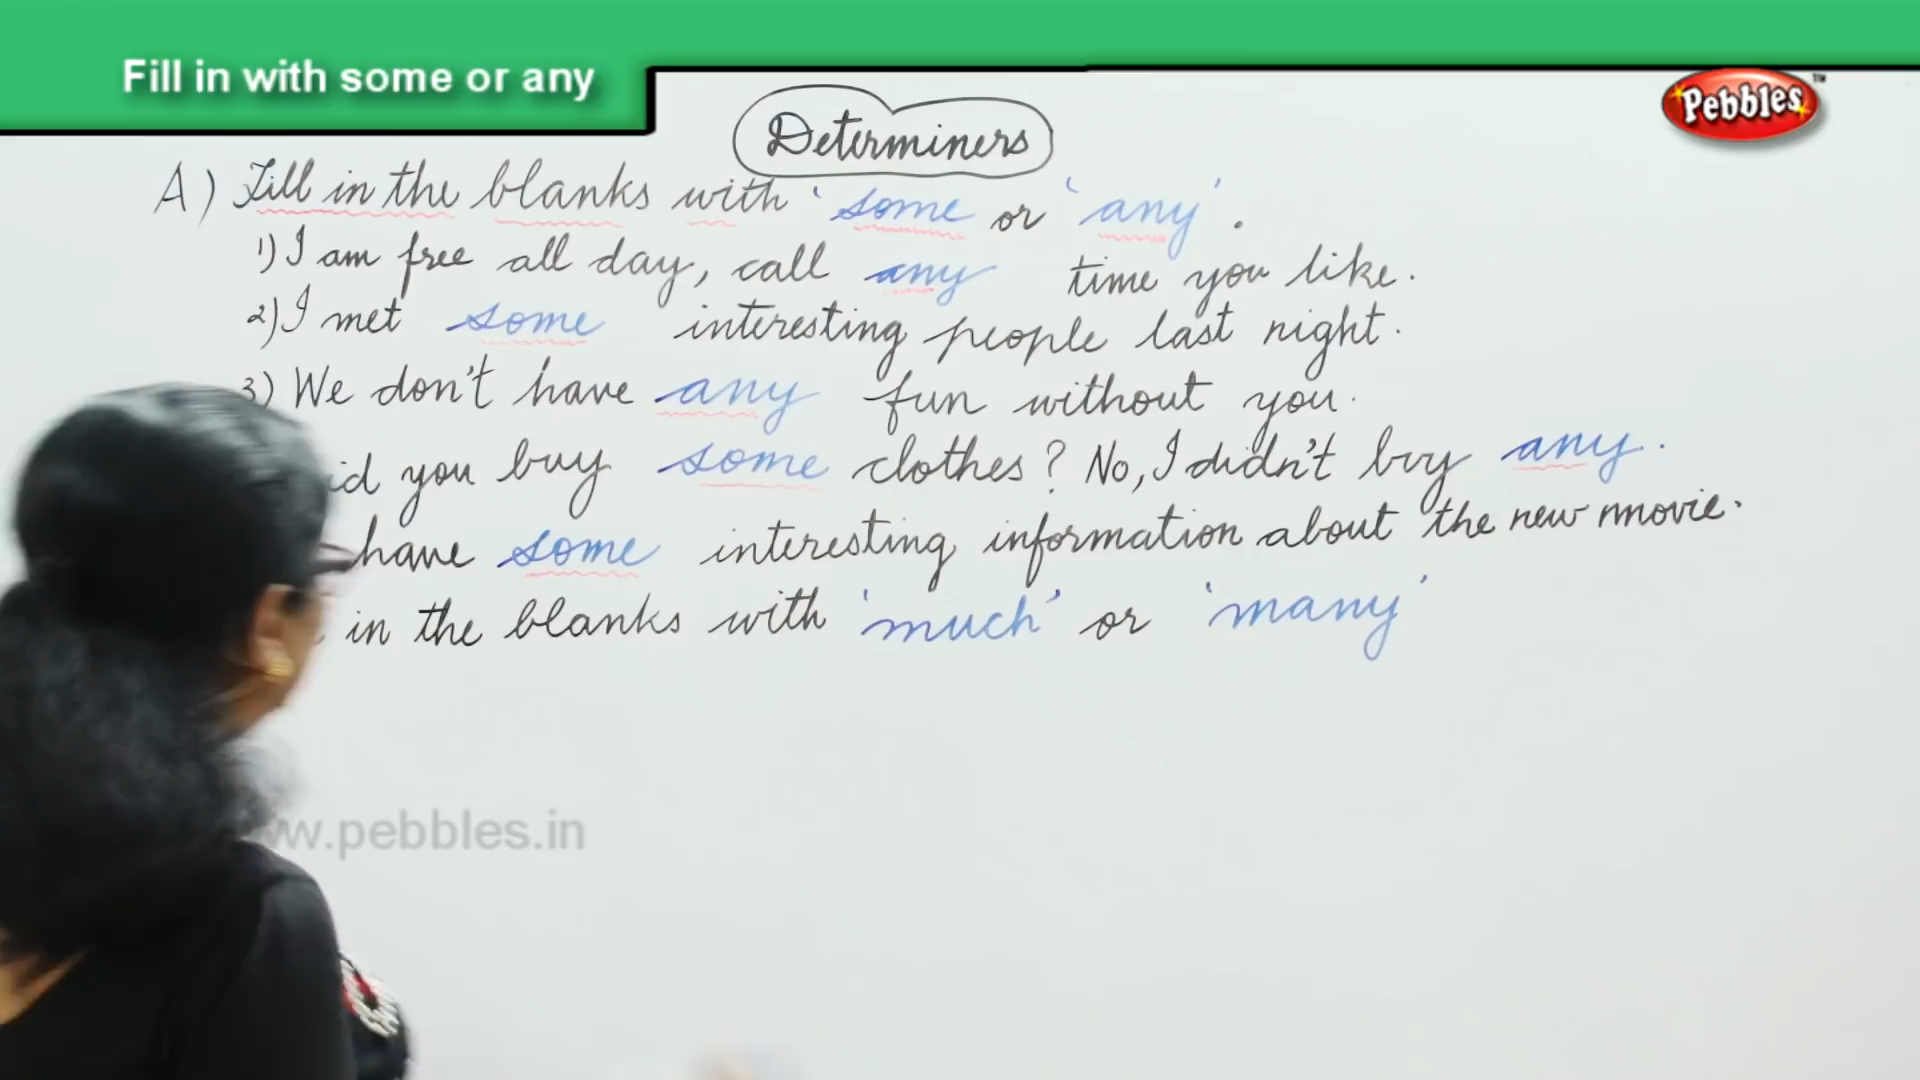 Fill in with some or any
Pebbles™
Determiners
A) Fill in the blanks with 'some or 'any'.
1) I am free all day, call any time you like.
2) I met some interesting people last night.
3) We don't have any fun without you.
id you buy some clothes? No, I didn't buy any.
have some interesting information about the new movie.
in the blanks with 'much' or 'many'
w.pebbles.in